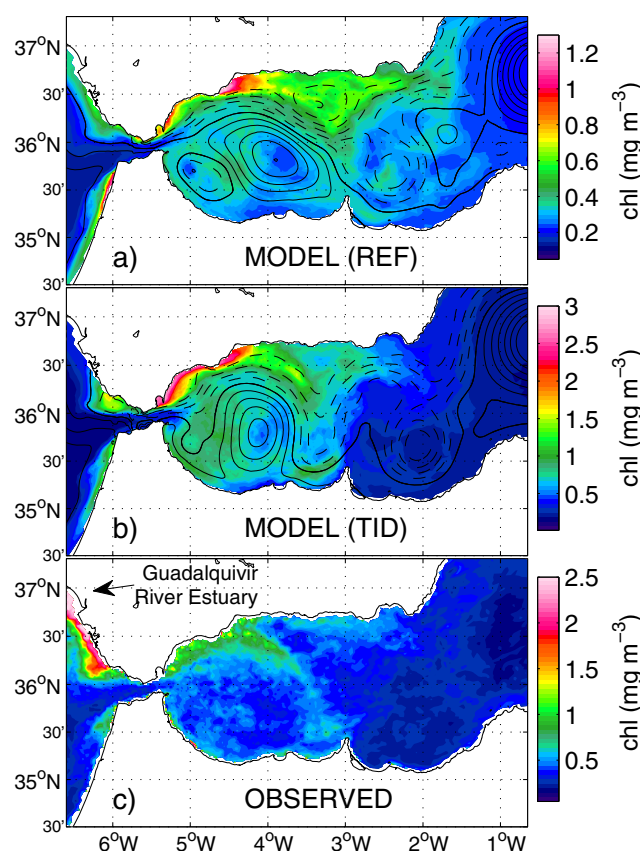 37°N
30'
36°N
30'
35°N
30'
a)
MODEL (REF)
1.2
1
0.8
0.6
0.4
0.2
chl (mg m⁻³)
37°N
30'
36°N
30'
35°N
30'
b)
MODEL (TID)
3
2.5
2
1.5
1
0.5
chl (mg m⁻³)
37°N
30'
36°N
30'
35°N
30'
Guadalquivir
River Estuary
c)
OBSERVED
2.5
2
1.5
1
0.5
chl (mg m⁻³)
6°W 5°W 4°W 3°W 2°W 1°W